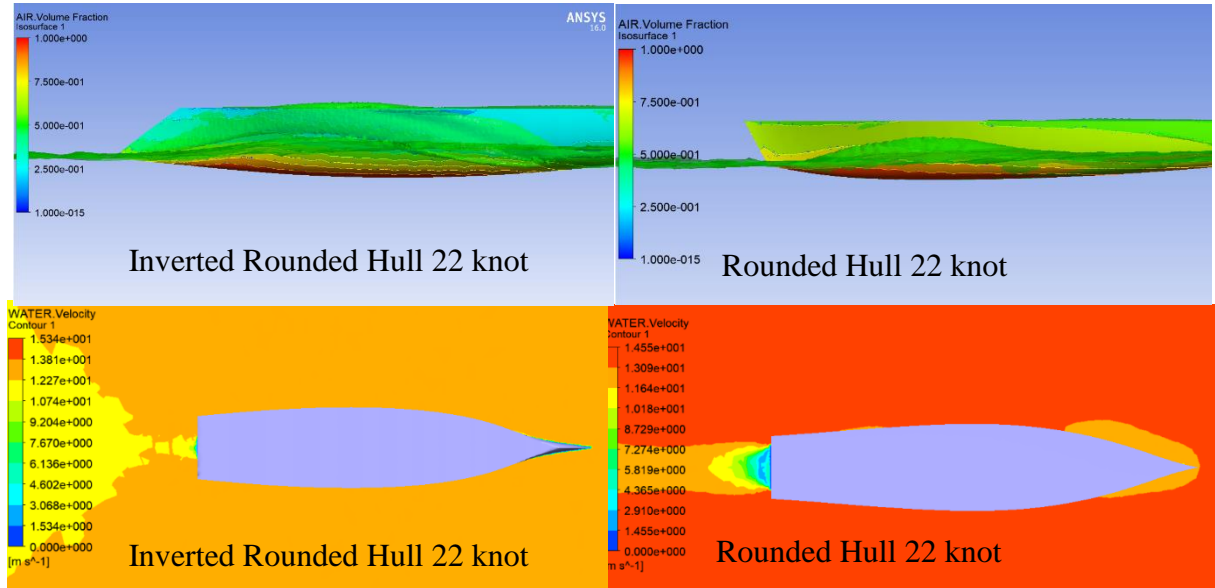 AIR.Volume Fraction
Isosurface 1
1.000e+000
7.500e-001
5.000e-001
2.500e-001
1.000e-015
ANSYS
16.0
Inverted Rounded Hull 22 knot
AIR.Volume Fraction
Isosurface 1
1.000e+000
7.500e-001
5.000e-001
2.500e-001
1.000e-015
Rounded Hull 22 knot
WATER.Velocity
Contour 1
1.534e+001
1.381e+001
1.227e+001
1.074e+001
9.204e+000
7.670e+000
6.136e+000
4.602e+000
3.068e+000
1.534e+000
0.000e+000
[m s^-1]
Inverted Rounded Hull 22 knot
WATER.Velocity
Contour 1
1.455e+001
1.309e+001
1.164e+001
1.018e+001
8.729e+000
7.274e+000
5.819e+000
4.365e+000
2.910e+000
1.455e+000
0.000e+000
m s^-1]
Rounded Hull 22 knot